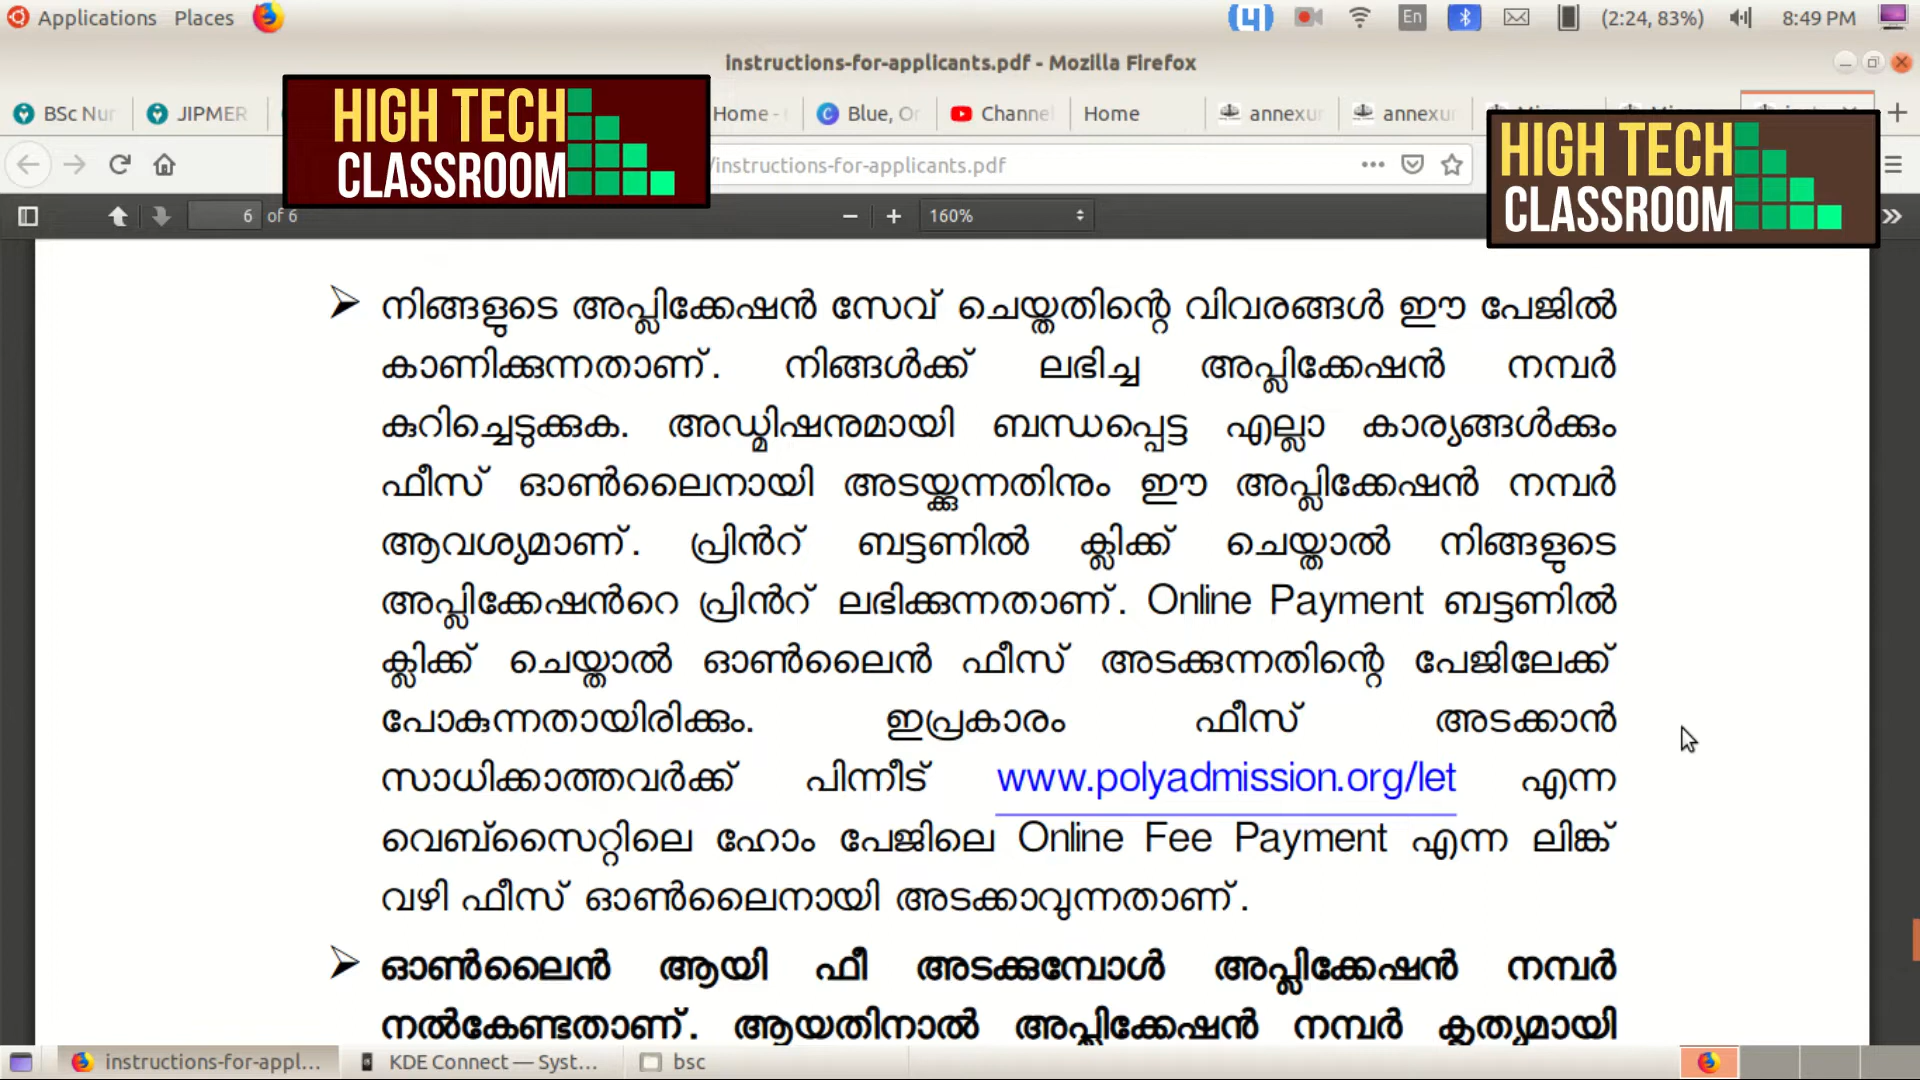 Applications Places En (2:24, 83%) 8:49 PM
instructions-for-applicants.pdf - Mozilla Firefox
BSc Nur JIPMER Home - Blue, Or Channel Home annexur annexur
HIGH TECH
CLASSROOM
HIGH TECH
CLASSROOM
/instructions-for-applicants.pdf
6 of 6 160%
നിങ്ങളുടെ അപ്ലിക്കേഷൻ സേവ് ചെയ്തതിന്റെ വിവരങ്ങൾ ഈ പേജിൽ
കാണിക്കുന്നതാണ്. നിങ്ങൾക്ക് ലഭിച്ച അപ്ലിക്കേഷൻ നമ്പർ
കുറിച്ചെടുക്കുക. അഡ്മിഷനുമായി ബന്ധപ്പെട്ട എല്ലാ കാര്യങ്ങൾക്കും
ഫീസ് ഓൺലൈനായി അടയ്ക്കുന്നതിനും ഈ അപ്ലിക്കേഷൻ നമ്പർ
ആവശ്യമാണ്. പ്രിൻറ് ബട്ടണിൽ ക്ലിക്ക് ചെയ്താൽ നിങ്ങളുടെ
അപ്ലിക്കേഷൻറെ പ്രിൻറ് ലഭിക്കുന്നതാണ്. Online Payment ബട്ടണിൽ
ക്ലിക്ക് ചെയ്താൽ ഓൺലൈൻ ഫീസ് അടക്കുന്നതിന്റെ പേജിലേക്ക്
പോകുന്നതായിരിക്കും. ഇപ്രകാരം ഫീസ് അടക്കാൻ
സാധിക്കാത്തവർക്ക് പിന്നീട് www.polyadmission.org/let എന്ന
വെബ്സൈറ്റിലെ ഹോം പേജിലെ Online Fee Payment എന്ന ലിങ്ക്
വഴി ഫീസ് ഓൺലൈനായി അടക്കാവുന്നതാണ്.
ഓൺലൈൻ ആയി ഫീ അടക്കുമ്പോൾ അപ്ലിക്കേഷൻ നമ്പർ
നൽകേണ്ടതാണ്. ആയതിനാൽ അപ്ലിക്കേഷൻ നമ്പർ കൃത്യമായി
instructions-for-appl... KDE Connect — Syst... bsc